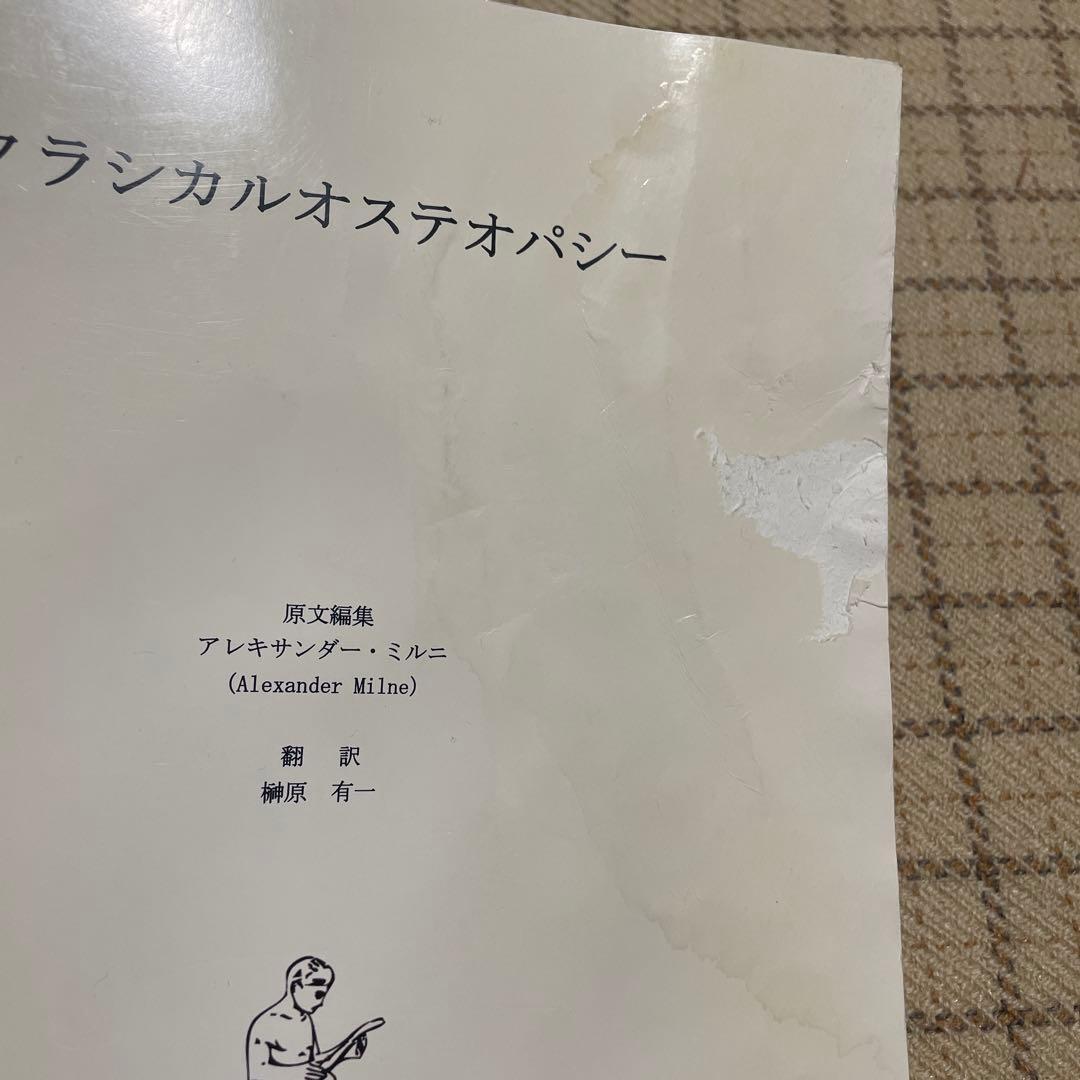 クラシカルオステオパシー
原文編集
アレキサンダー・ミルニ
(Alexander Milne)
翻 訳
榊原 有一